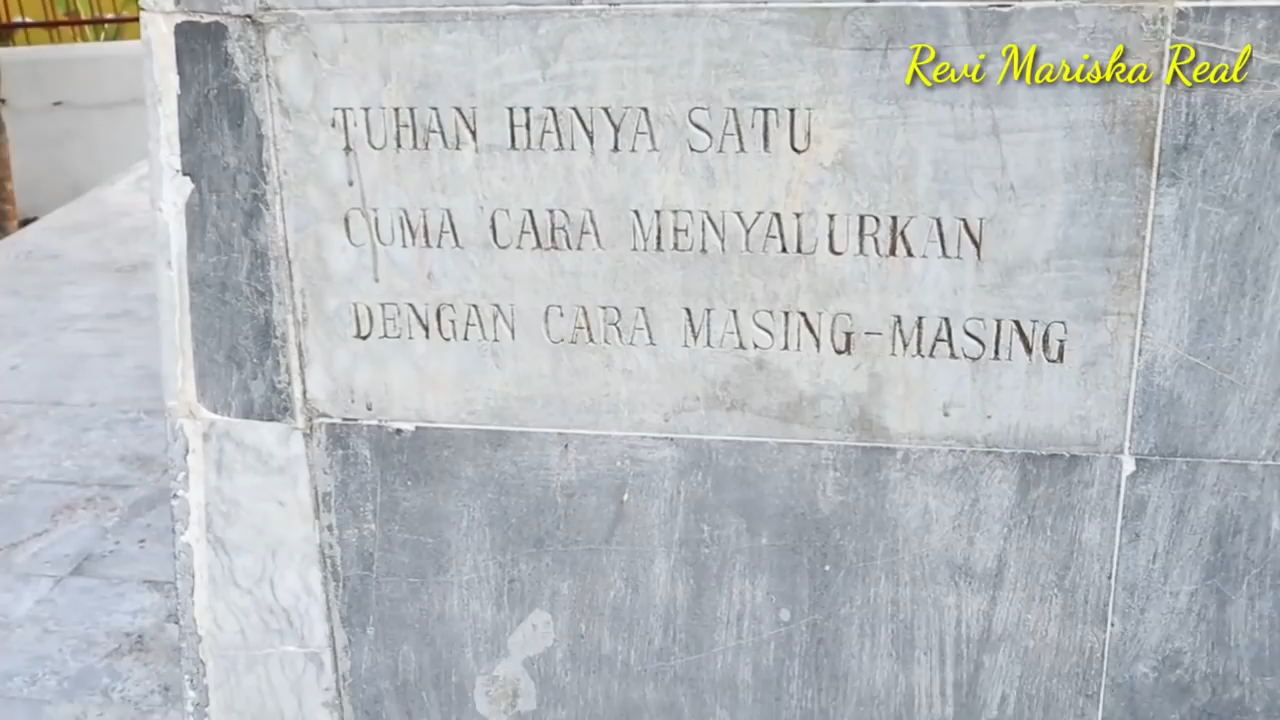 Revi Mariska Real
TUHAN HANYA SATU
CUMA CARA MENYALURKAN
DENGAN CARA MASING-MASING